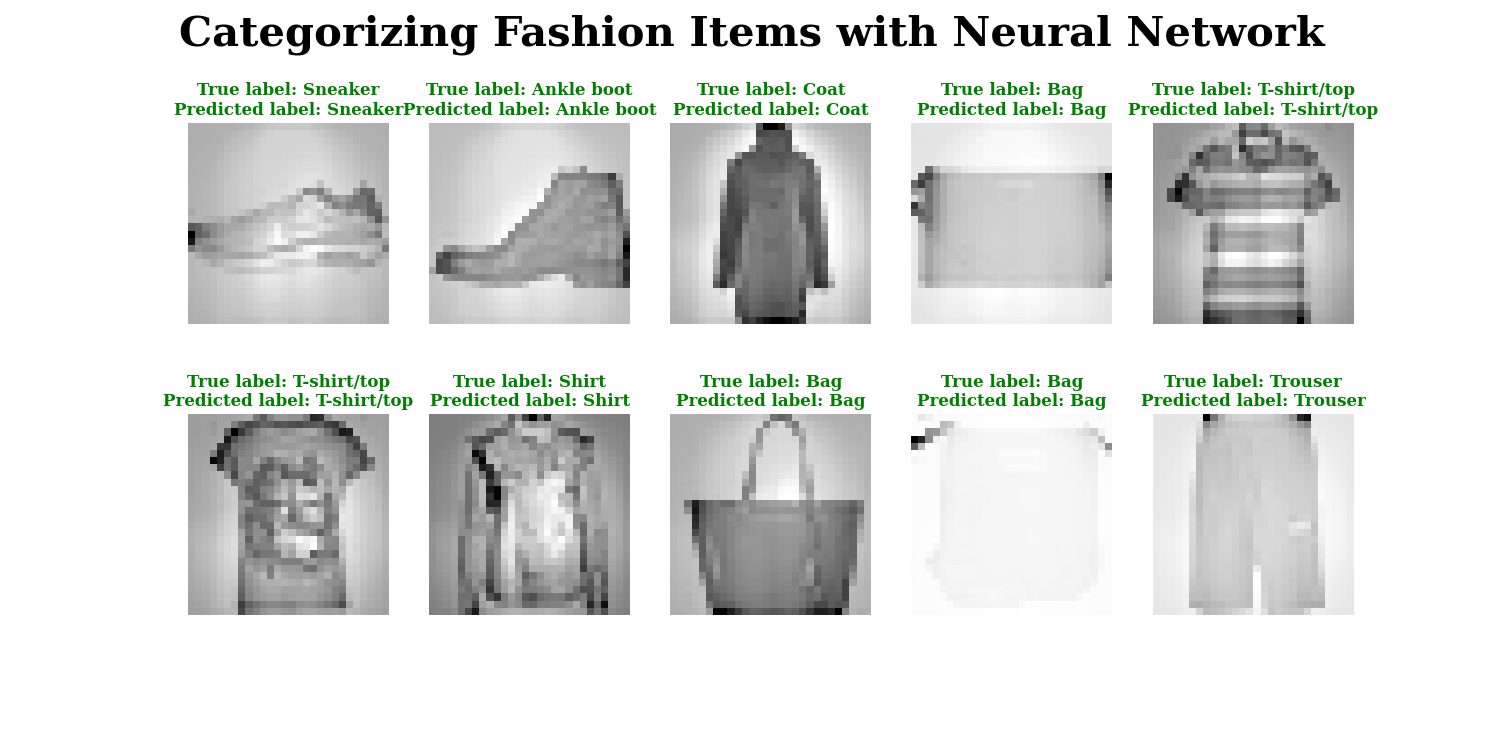 Categorizing Fashion Items with Neural Network
True label: Sneaker
Predicted label: Sneaker
True label: Ankle boot
Predicted label: Ankle boot
True label: Coat
Predicted label: Coat
True label: Bag
Predicted label: Bag
True label: T-shirt/top
Predicted label: T-shirt/top
True label: T-shirt/top
Predicted label: T-shirt/top
True label: Shirt
Predicted label: Shirt
True label: Bag
Predicted label: Bag
True label: Bag
Predicted label: Bag
True label: Trouser
Predicted label: Trouser